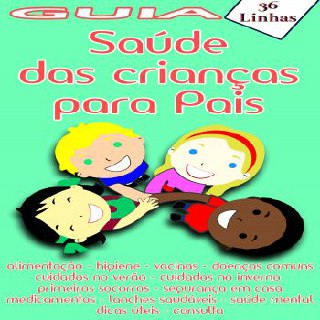 GUIA
36
Linhas
Saúde
das crianças
para Pais
alimentação - higiene - vacinas - doenças comuns
cuidados no verão - cuidados no inverno
primeiros socorros - segurança em casa
medicamentos - lanches saudáveis - saúde mental
dicas úteis - consulta